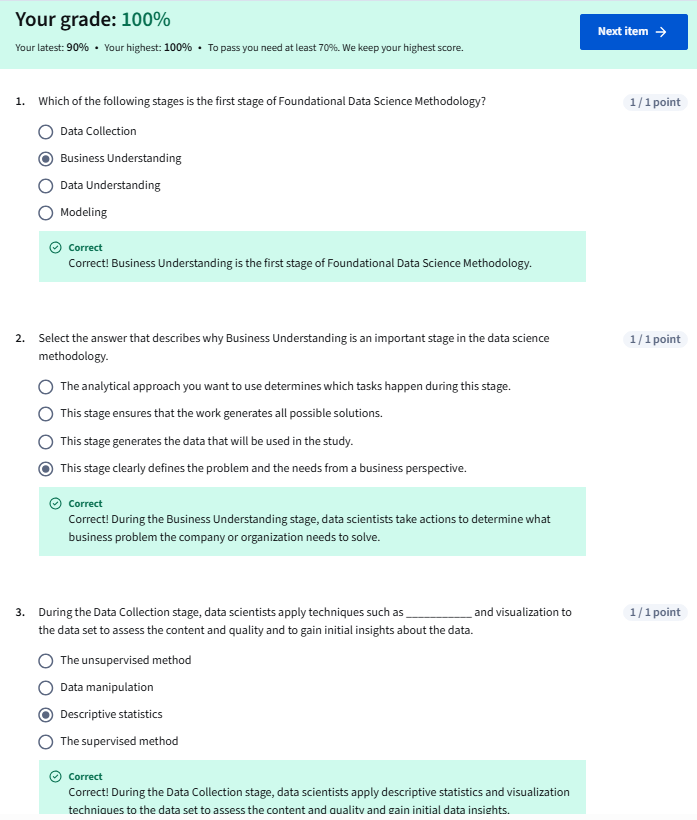 Your grade: 100%
Next item →
Your latest: 90% • Your highest: 100% • To pass you need at least 70%. We keep your highest score.
1. Which of the following stages is the first stage of Foundational Data Science Methodology?
1 / 1 point
Data Collection
Business Understanding
Data Understanding
Modeling
Correct
Correct! Business Understanding is the first stage of Foundational Data Science Methodology.
2. Select the answer that describes why Business Understanding is an important stage in the data science
methodology.
1 / 1 point
The analytical approach you want to use determines which tasks happen during this stage.
This stage ensures that the work generates all possible solutions.
This stage generates the data that will be used in the study.
This stage clearly defines the problem and the needs from a business perspective.
Correct
Correct! During the Business Understanding stage, data scientists take actions to determine what
business problem the company or organization needs to solve.
3. During the Data Collection stage, data scientists apply techniques such as ___________ and visualization to
the data set to assess the content and quality and to gain initial insights about the data.
1 / 1 point
The unsupervised method
Data manipulation
Descriptive statistics
The supervised method
Correct
Correct! During the Data Collection stage, data scientists apply descriptive statistics and visualization
techniques to the data set to assess the content and quality and gain initial data insights.